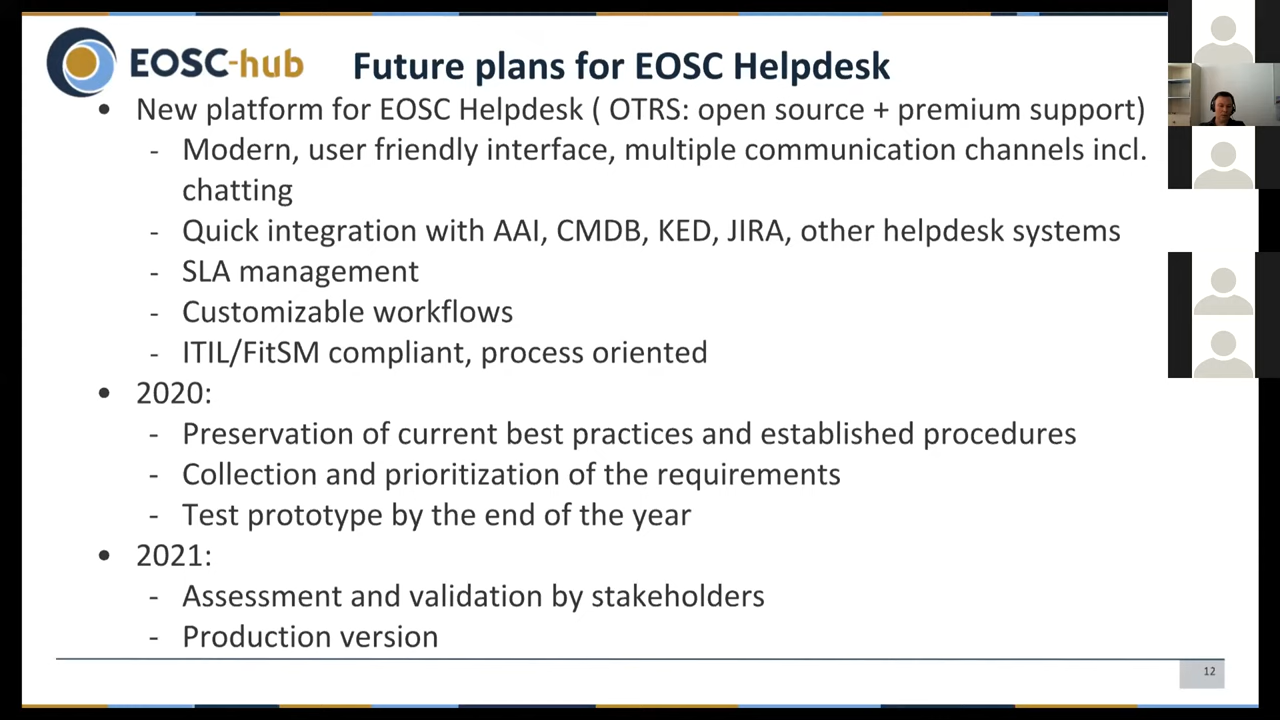 EOSC-hub
Future plans for EOSC Helpdesk
• New platform for EOSC Helpdesk ( OTRS: open source + premium support)
- Modern, user friendly interface, multiple communication channels incl.
chatting
- Quick integration with AAI, CMDB, KED, JIRA, other helpdesk systems
- SLA management
- Customizable workflows
- ITIL/FitSM compliant, process oriented
• 2020:
- Preservation of current best practices and established procedures
- Collection and prioritization of the requirements
- Test prototype by the end of the year
• 2021:
- Assessment and validation by stakeholders
- Production version
12